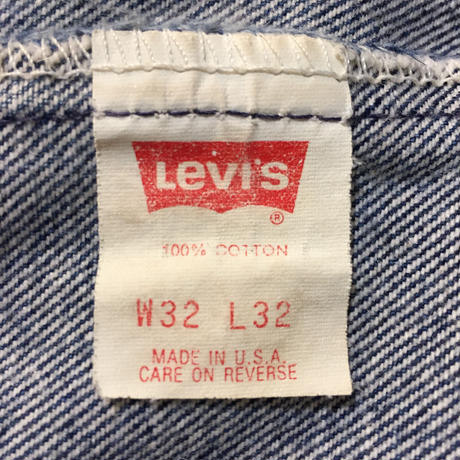 Levi's
®
100% COTTON
W32 L32
MADE IN U.S.A.
CARE ON REVERSE